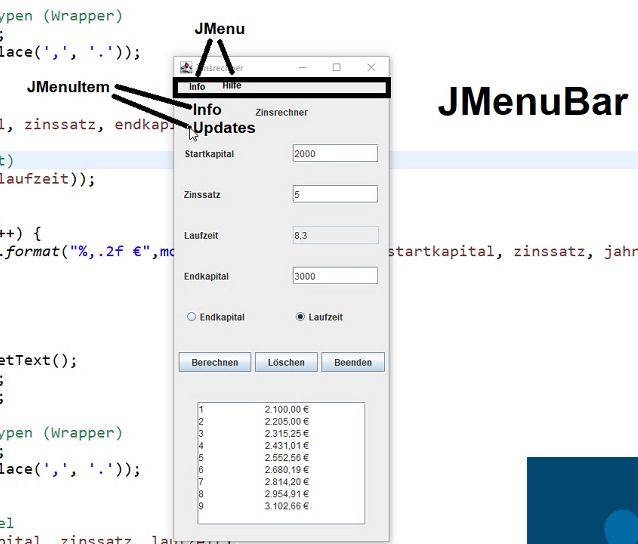 ypen (Wrapper)
;
lace(',', '.'));
JMenu
Zinsrechner
Info Hilfe
JMenuItem
JMenuBar
Info
Zinsrechner
Updates
l, zinssatz, endka
Startkapital 2000
t)
laufzeit));
Zinssatz 5
++) {
Laufzeit 8,3
.format("%,.2f €",mo startkapital, zinssatz, jah
Endkapital 3000
Endkapital Laufzeit
etText();
Berechnen Löschen Beenden
;
;
1 2.100,00 €
2 2.205,00 €
3 2.315,25 €
4 2.431,01 €
5 2.552,56 €
6 2.680,19 €
7 2.814,20 €
8 2.954,91 €
9 3.102,66 €
ypen (Wrapper)
;
lace(',', '.'));
el
pital, zinssatz, laufzeit);